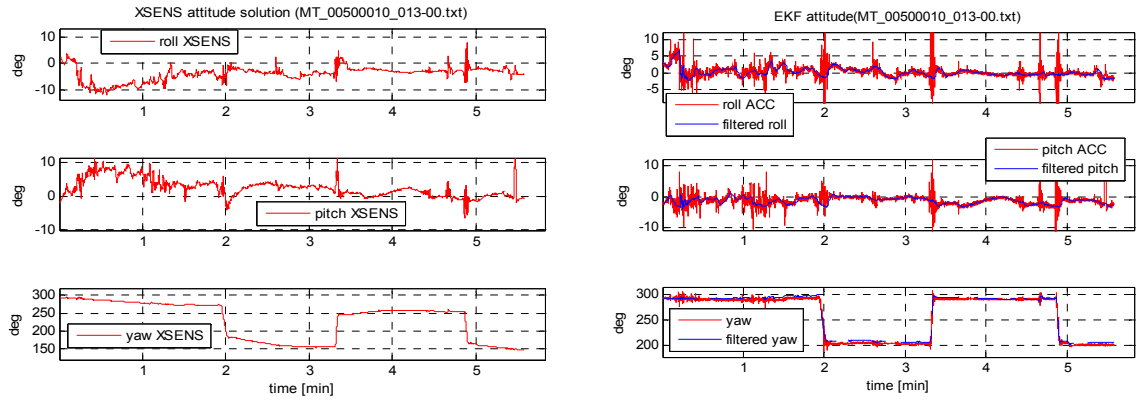 XSENS attitude solution (MT_00500010_013-00.txt)
10
0
-10
deg
roll XSENS
1 2 3 4 5
10
0
-10
deg
pitch XSENS
1 2 3 4 5
300
250
200
150
deg
yaw XSENS
1 2 3 4 5
time [min]
EKF attitude(MT_00500010_013-00.txt)
10
5
0
-5
deg
roll ACC
filtered roll
0 1 2 3 4 5
10
0
-10
deg
pitch ACC
filtered pitch
0 1 2 3 4 5
300
250
200
deg
yaw
filtered yaw
0 1 2 3 4 5
time [min]